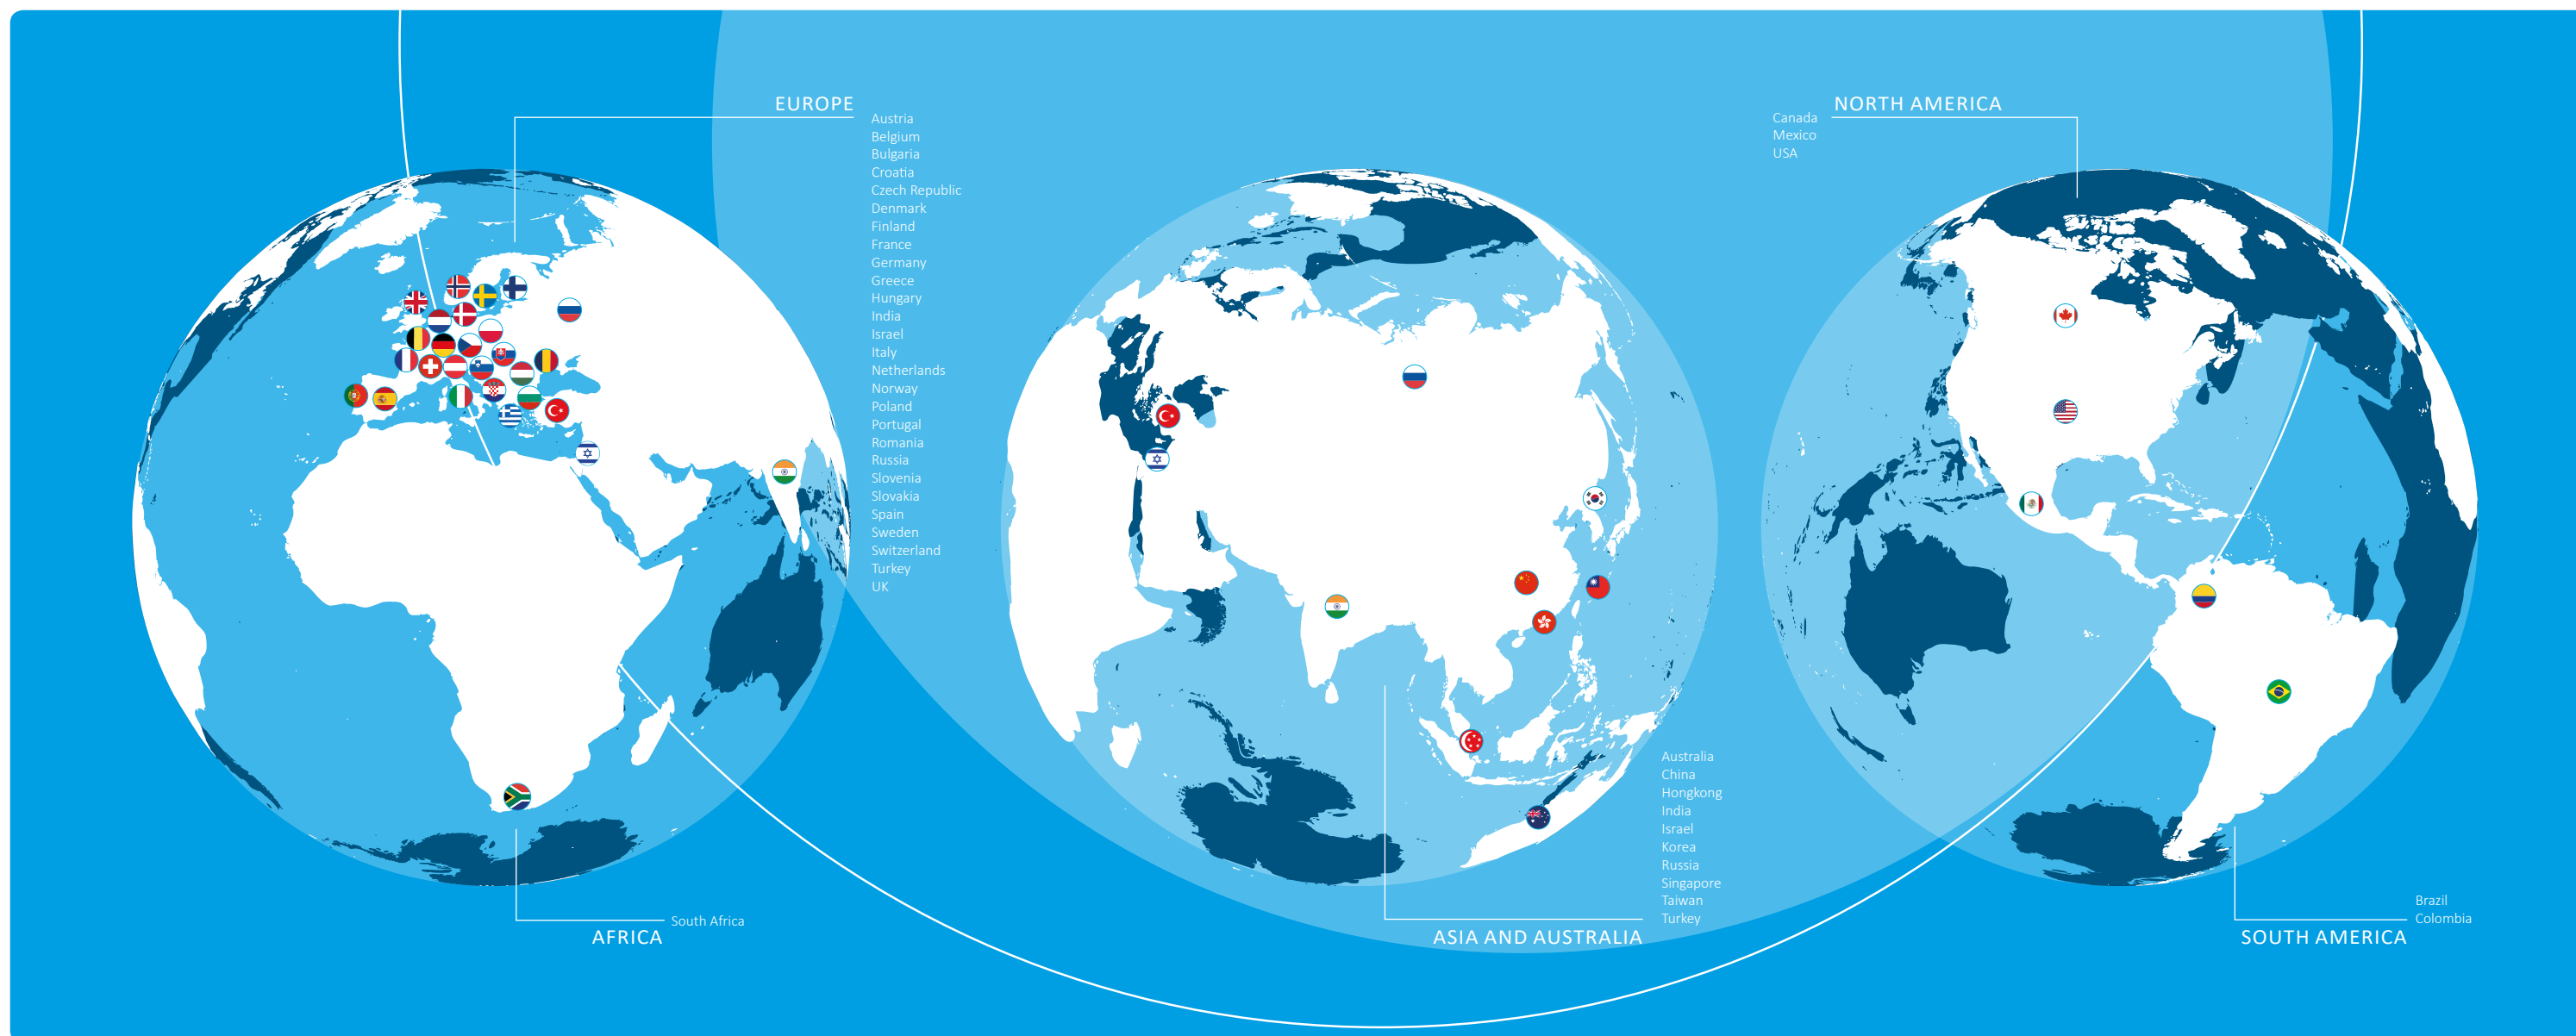 EUROPE
Austria
Belgium
Bulgaria
Croatia
Czech Republic
Denmark
Finland
France
Germany
Greece
Hungary
India
Israel
Italy
Netherlands
Norway
Poland
Portugal
Romania
Russia
Slovenia
Slovakia
Spain
Sweden
Switzerland
Turkey
UK
NORTH AMERICA
Canada
Mexico
USA
South Africa
AFRICA
Australia
China
Hongkong
India
Israel
Korea
Russia
Singapore
Taiwan
Turkey
ASIA AND AUSTRALIA
Brazil
Colombia
SOUTH AMERICA